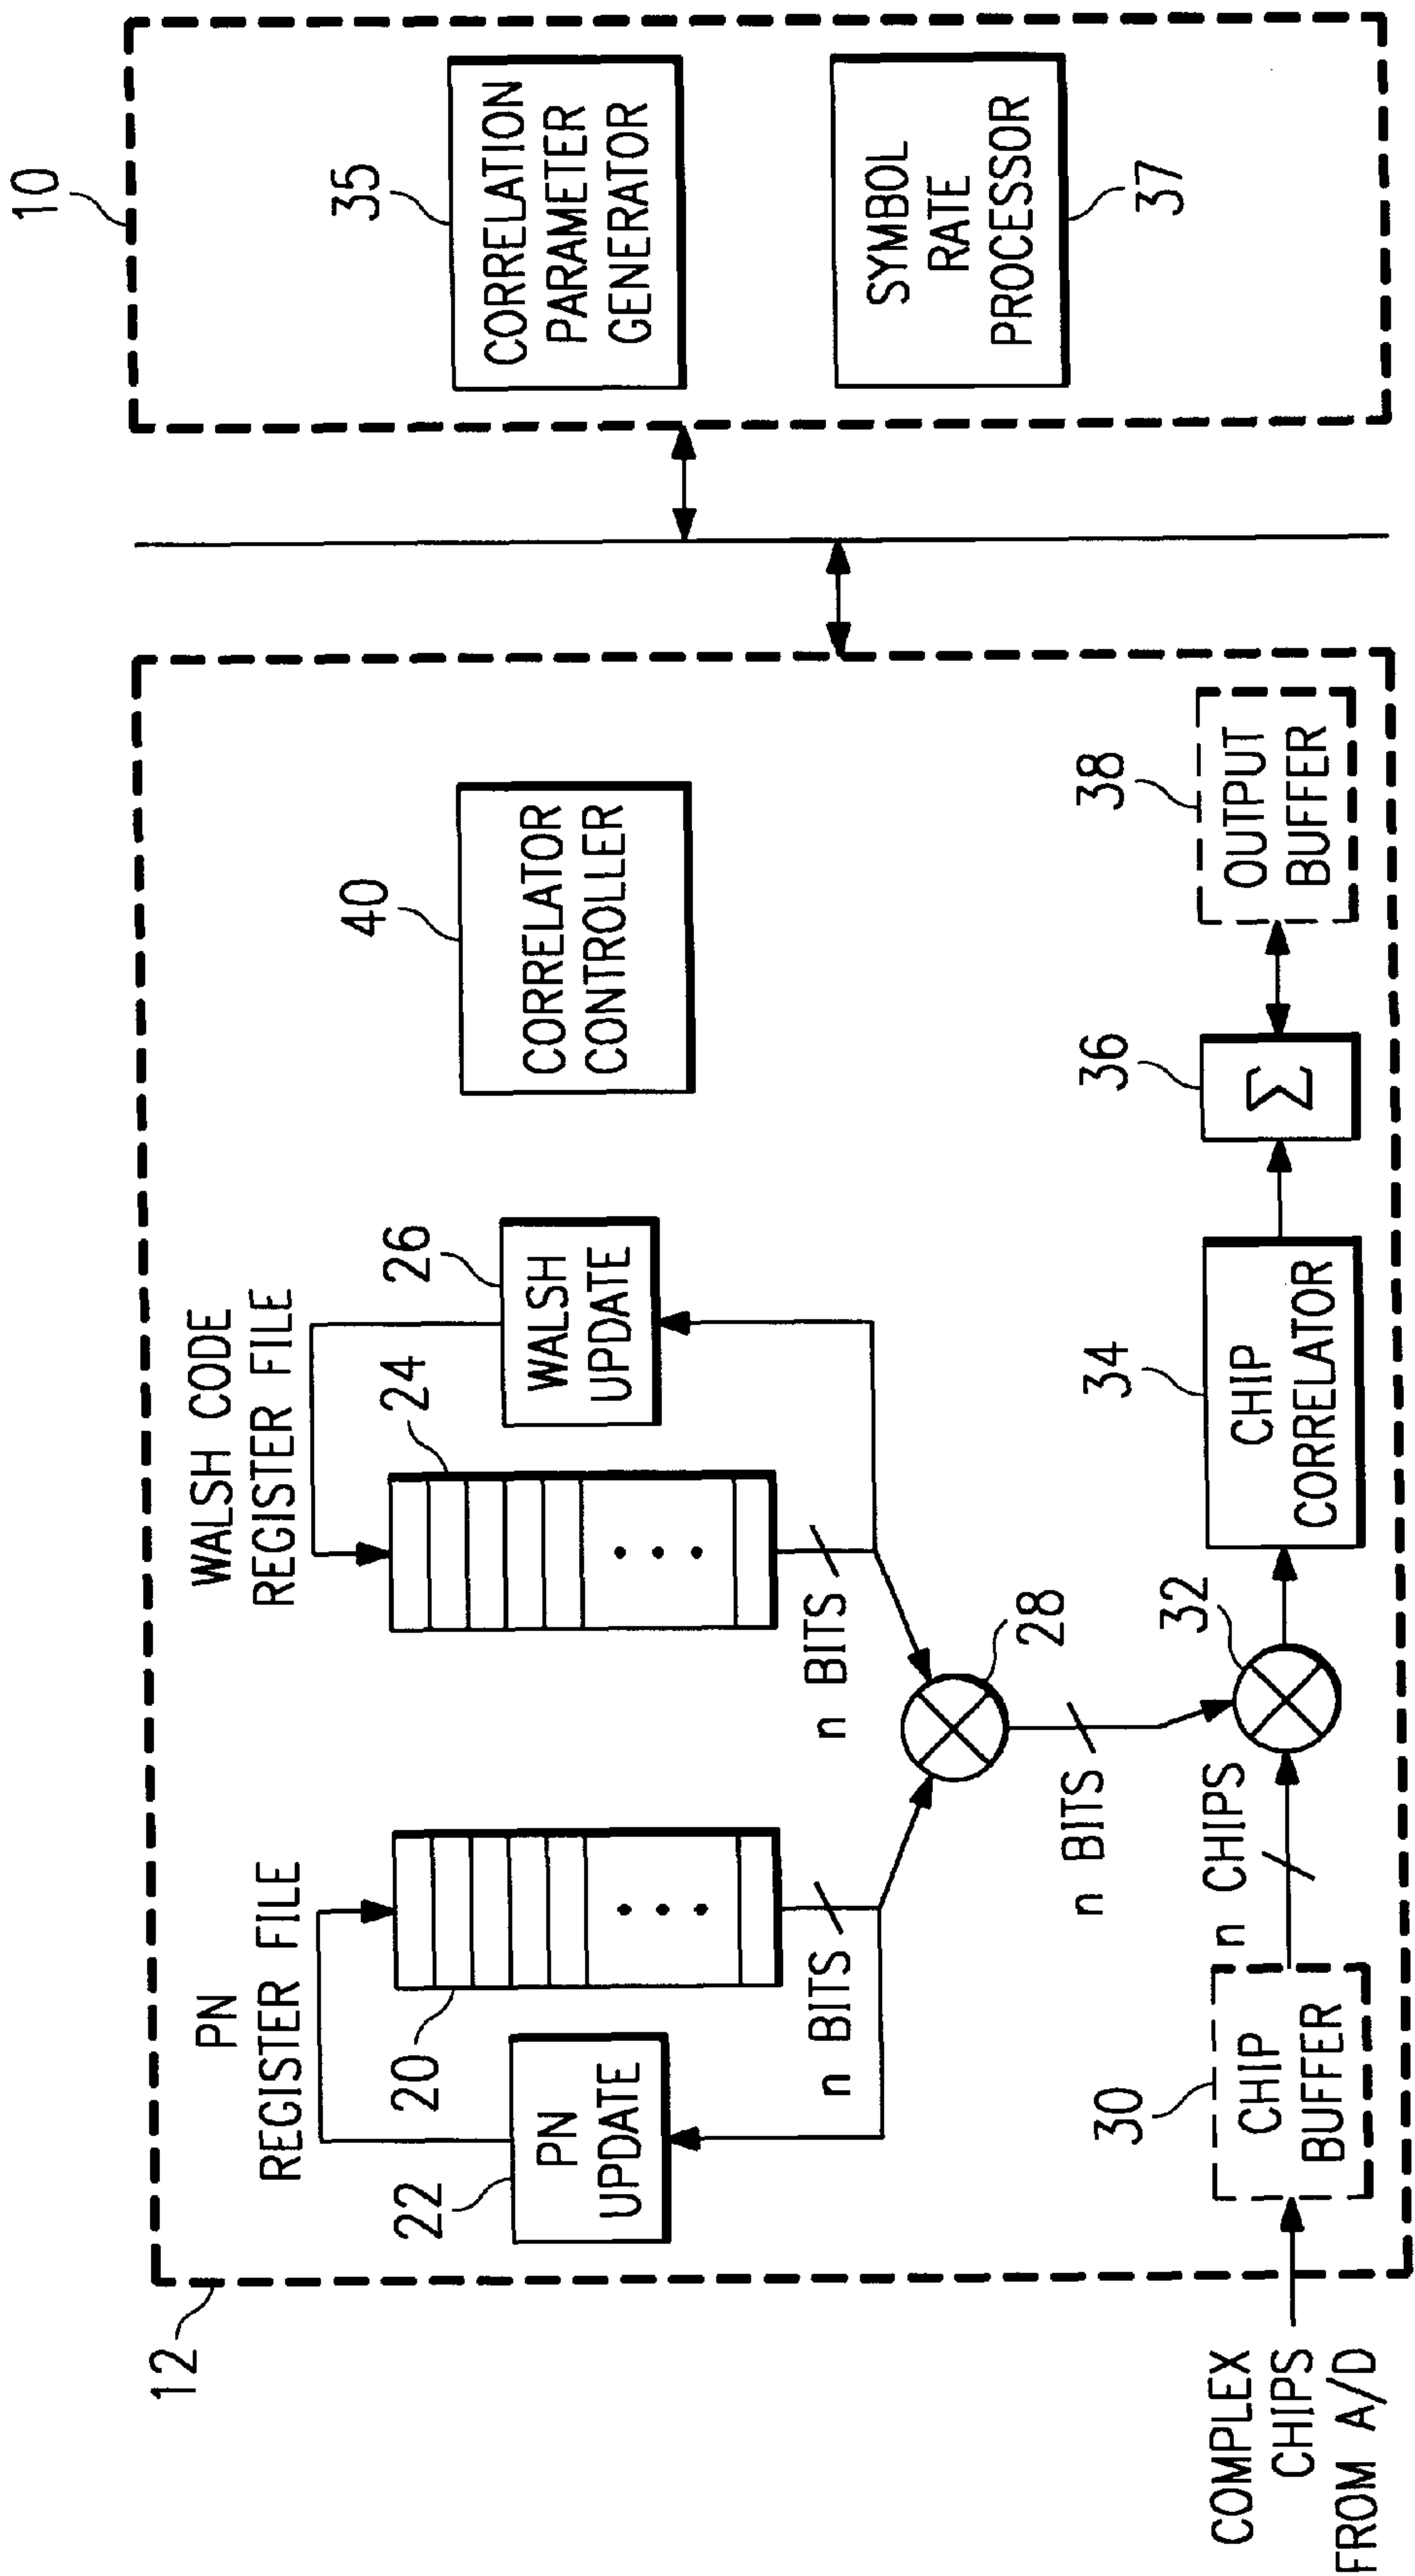 12
PN
REGISTER FILE
22
PN
UPDATE
20
n BITS
WALSH CODE
REGISTER FILE
24
26
WALSH
UPDATE
n BITS
28
n BITS
40
CORRELATOR
CONTROLLER
COMPLEX
CHIPS
FROM A/D
30
CHIP
BUFFER
n CHIPS
32
34
CHIP
CORRELATOR
36
Σ
38
OUTPUT
BUFFER
10
35
CORRELATION
PARAMETER
GENERATOR
SYMBOL
RATE
PROCESSOR
37